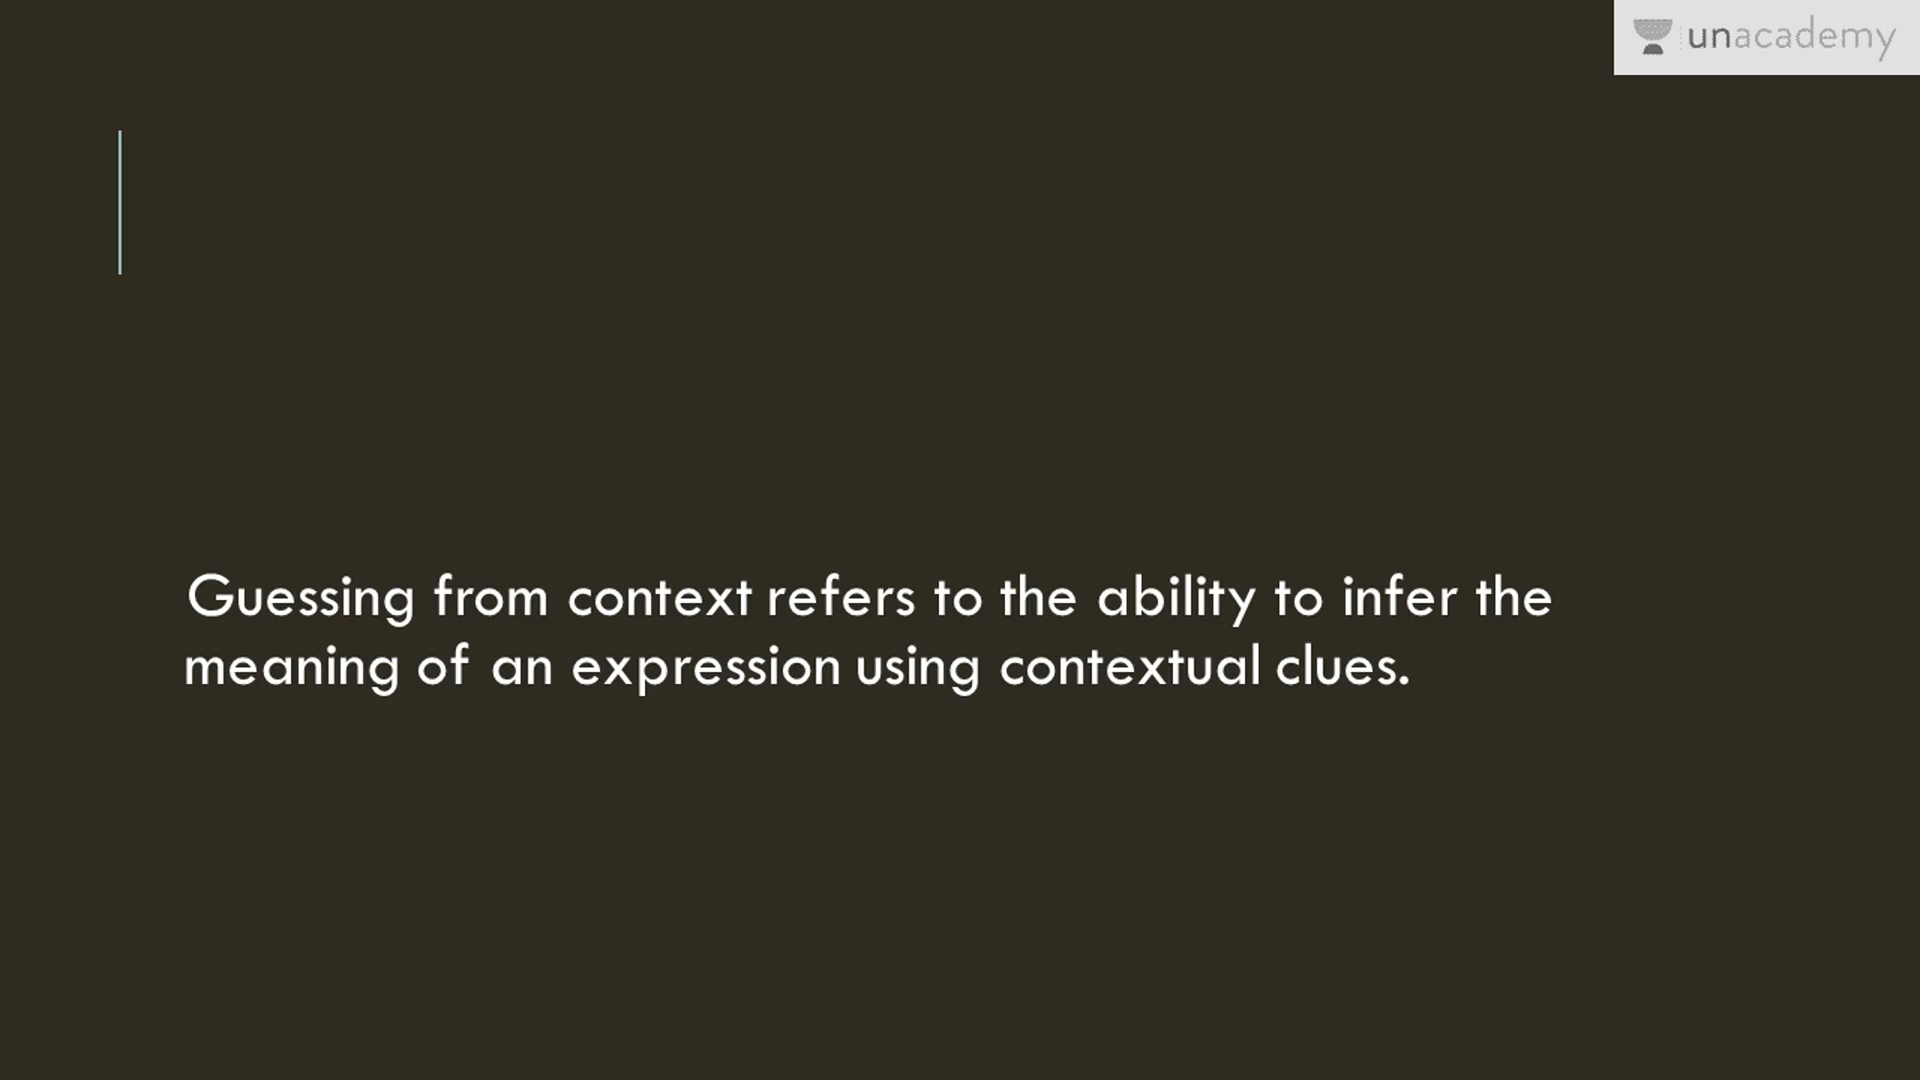 unacademy
Guessing from context refers to the ability to infer the
meaning of an expression using contextual clues.